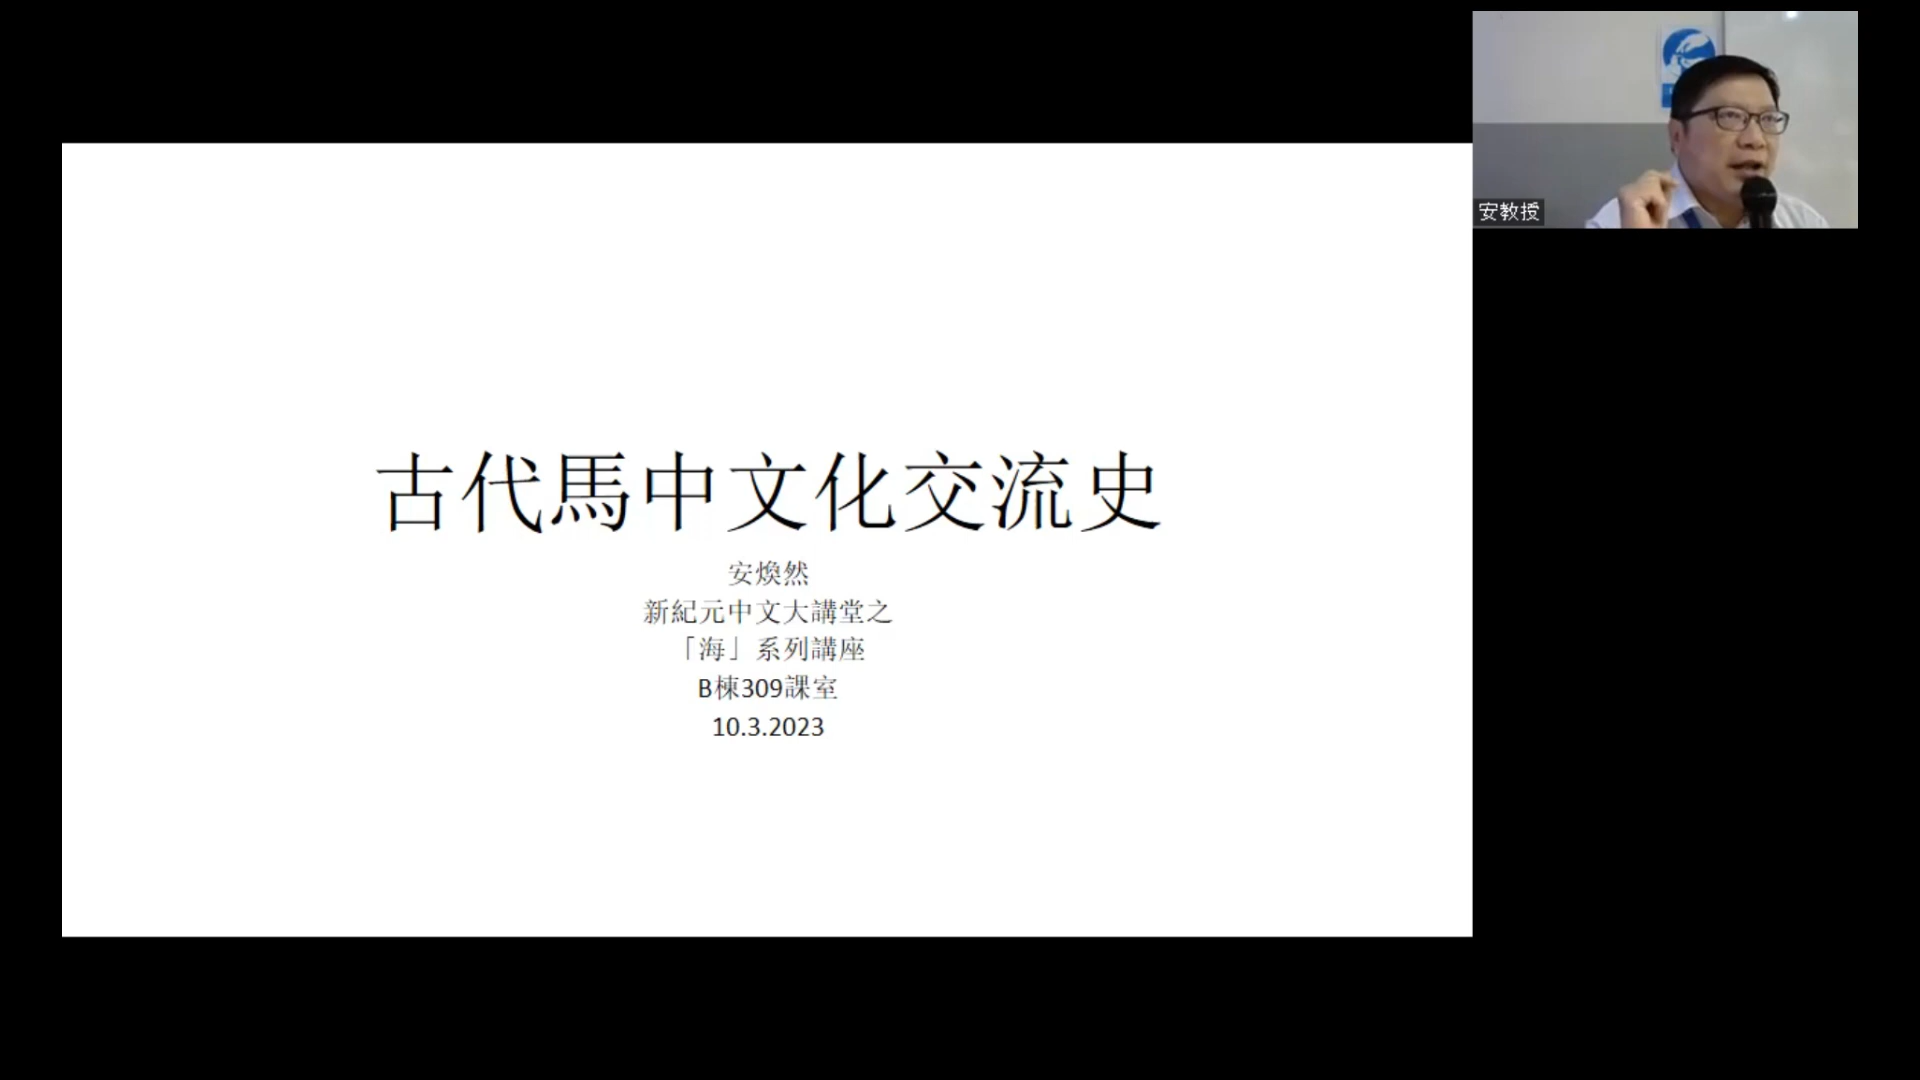 古代馬中文化交流史
安煥然
新紀元中文大講堂之
「海」系列講座
B棟309課室
10.3.2023
安教授